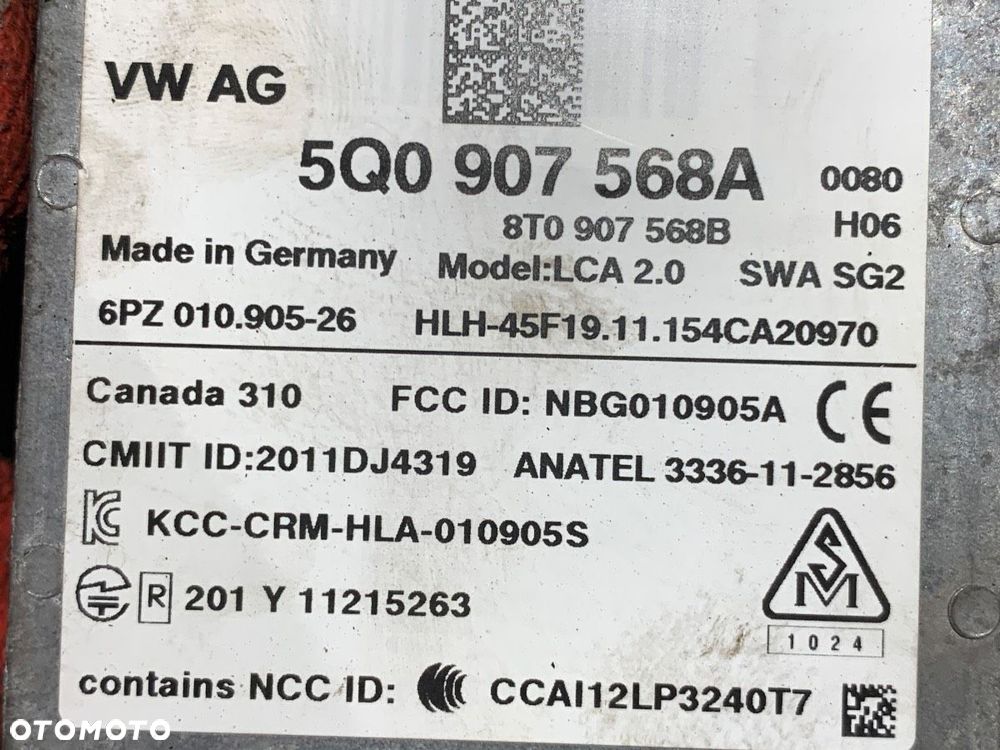 VW AG
5Q0 907 568A 0080
8T0 907 568B H06
Made in Germany Model:LCA 2.0 SWA SG2
6PZ 010.905-26 HLH-45F19.11.154CA20970
Canada 310 FCC ID: NBG010905A CE
CMIIT ID:2011DJ4319 ANATEL 3336-11-2856
KC KCC-CRM-HLA-010905S
R 201 Y 11215263
SM
1024
contains NCC ID: CCAI12LP3240T7
OTOMOTO